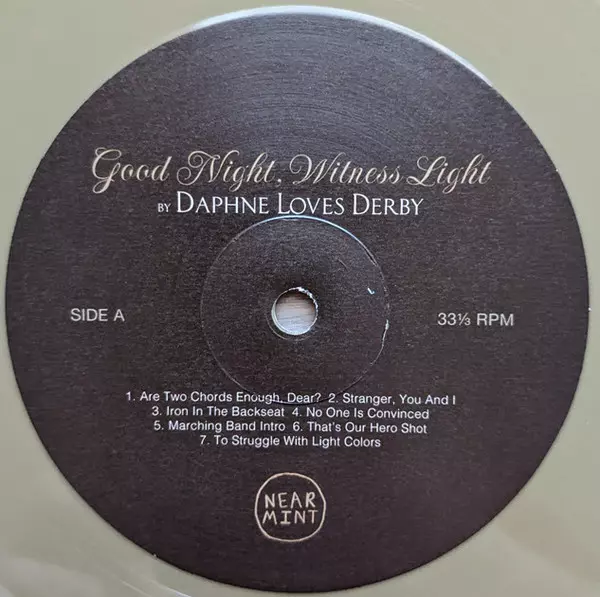 Good Night, Witness Light
BY DAPHNE LOVES DERBY
SIDE A
33⅓ RPM
1. Are Two Chords Enough, Dear? 2. Stranger, You And I
3. Iron In The Backseat 4. No One Is Convinced
5. Marching Band Intro 6. That's Our Hero Shot
7. To Struggle With Light Colors
NEAR
MINT